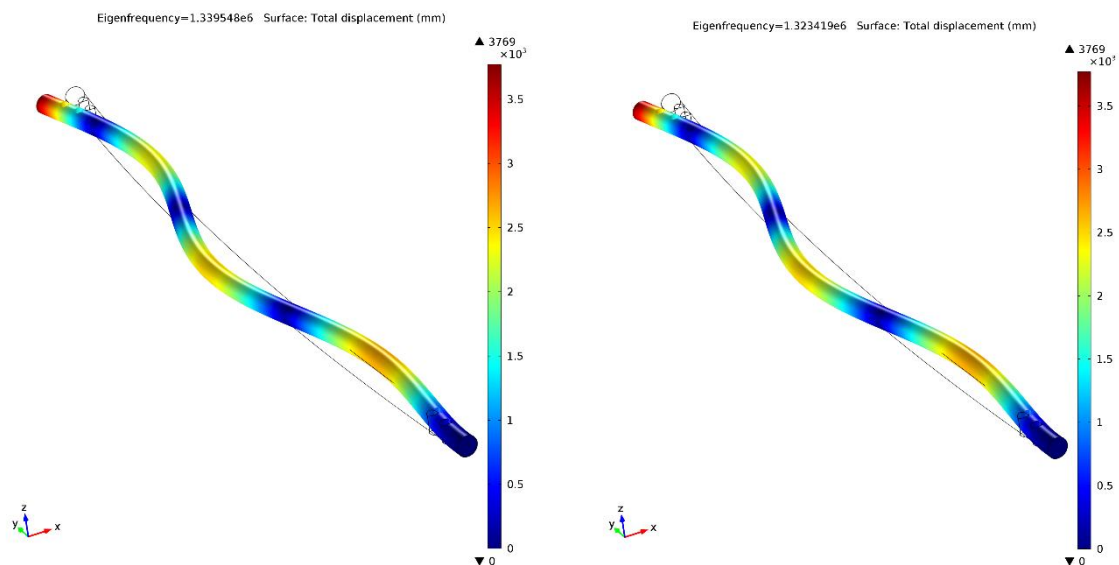 Eigenfrequency=1.339548e6 Surface: Total displacement (mm)
▲ 3769
×10³
3.5
3
2.5
2
1.5
1
0.5
0
▼ 0
z
y
x
Eigenfrequency=1.323419e6 Surface: Total displacement (mm)
▲ 3769
×10³
3.5
3
2.5
2
1.5
1
0.5
0
▼ 0
z
y
x